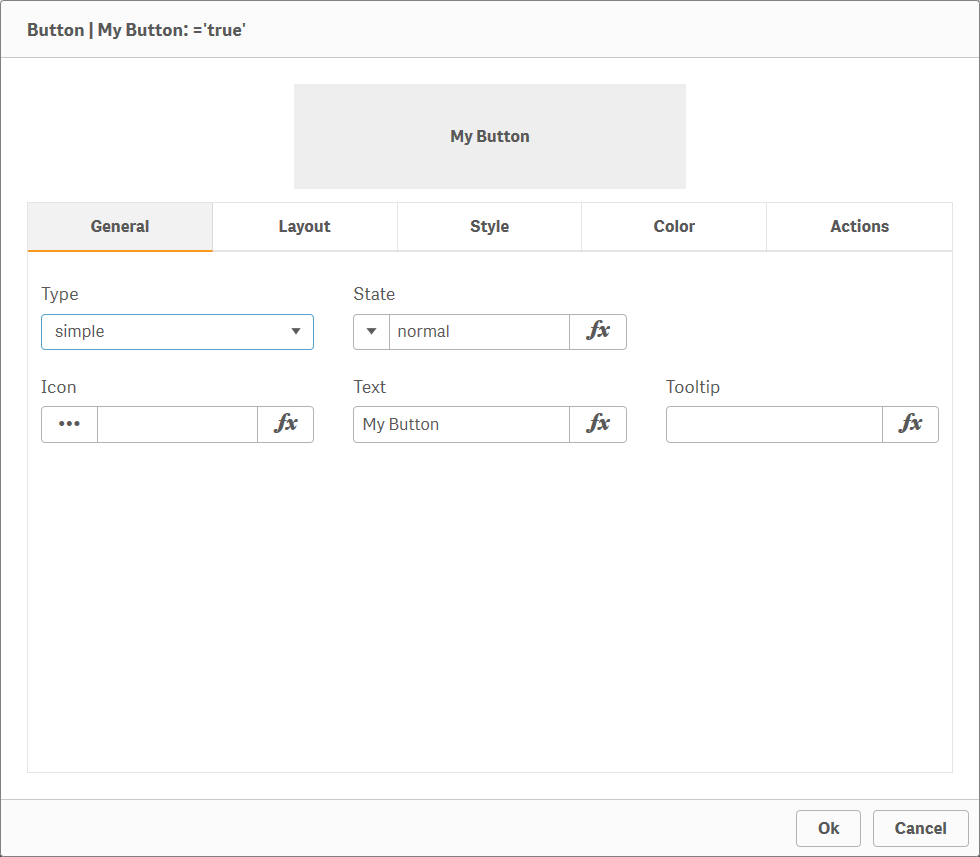 Button | My Button: ='true'
My Button
General Layout Style Color Actions
Type State
simple normal fx
Icon Text Tooltip
••• fx My Button fx fx
Ok Cancel